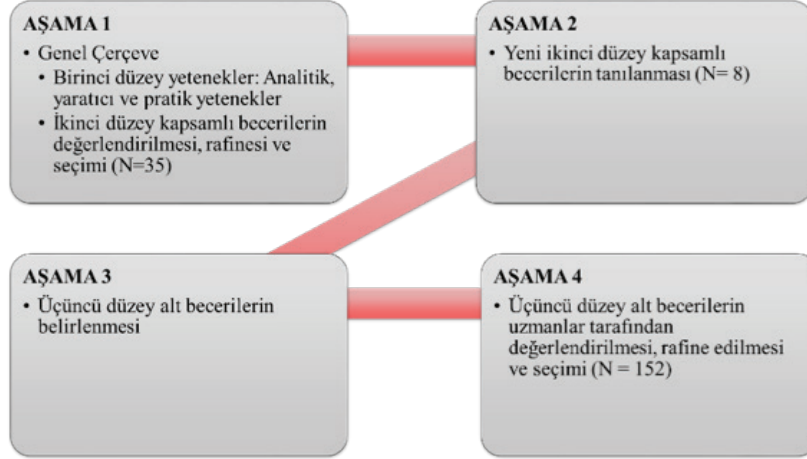 AŞAMA 1
• Genel Çerçeve
• Birinci düzey yetenekler: Analitik,
yaratıcı ve pratik yetenekler
• İkinci düzey kapsamlı becerilerin
değerlendirilmesi, rafinesi ve
seçimi (N=35)
AŞAMA 2
• Yeni ikinci düzey kapsamlı
becerilerin tanılanması (N= 8)
AŞAMA 3
• Üçüncü düzey alt becerilerin
belirlenmesi
AŞAMA 4
• Üçüncü düzey alt becerilerin
uzmanlar tarafından
değerlendirilmesi, rafine edilmesi
ve seçimi (N = 152)